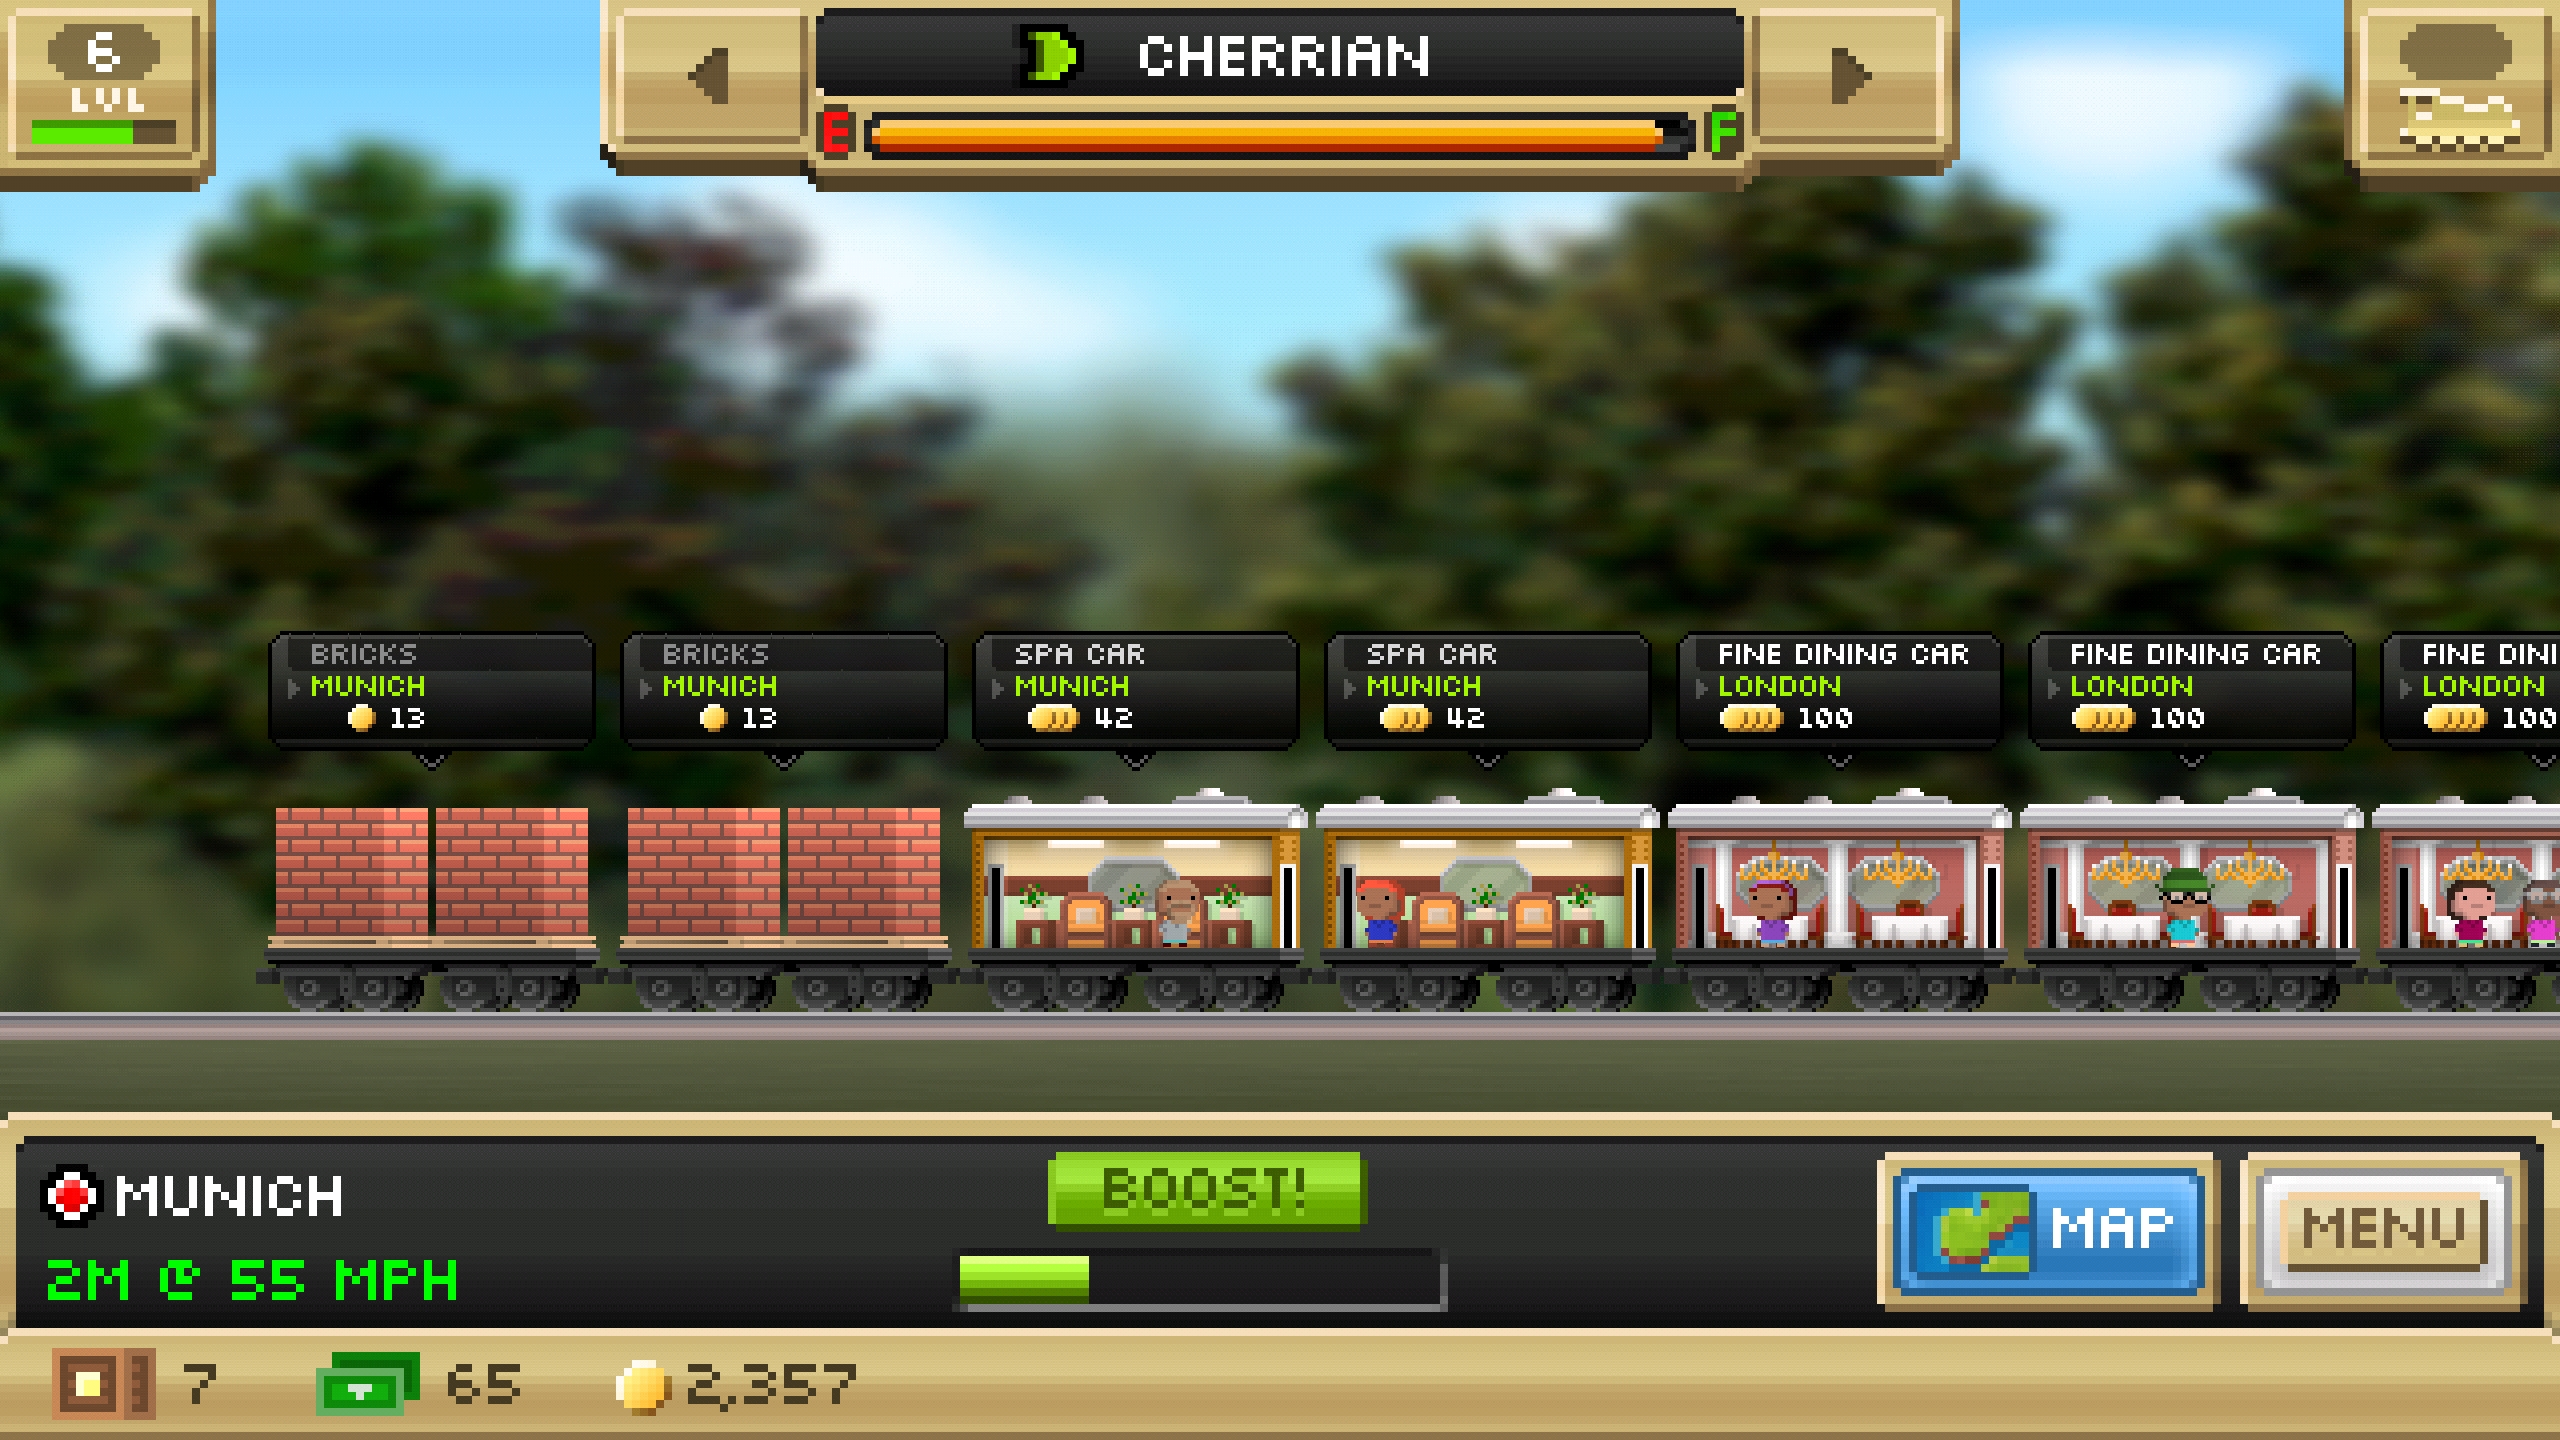 6
LVL
CHERRIAN
E F
BRICKS
MUNICH
13
BRICKS
MUNICH
13
SPA CAR
MUNICH
42
SPA CAR
MUNICH
42
FINE DINING CAR
LONDON
100
FINE DINING CAR
LONDON
100
FINE DINI
LONDON
100
MUNICH
2M @ 55 MPH
BOOST!
MAP
MENU
7
65
2,357